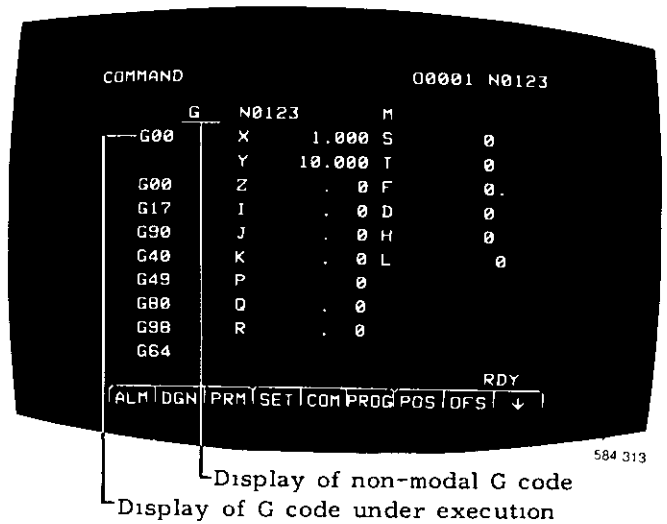 COMMAND O0001 N0123
G N0123 M
G00 X 1.000 S 0
Y 10.000 T 0
G00 Z . 0 F 0.
G17 I . 0 D 0
G90 J . 0 H 0
G40 K . 0 L 0
G49 P 0
G80 Q . 0
G98 R . 0
G64
RDY
ALM DGN PRM SET COM PROG POS OFS ↓
584 313
Display of non-modal G code
Display of G code under execution